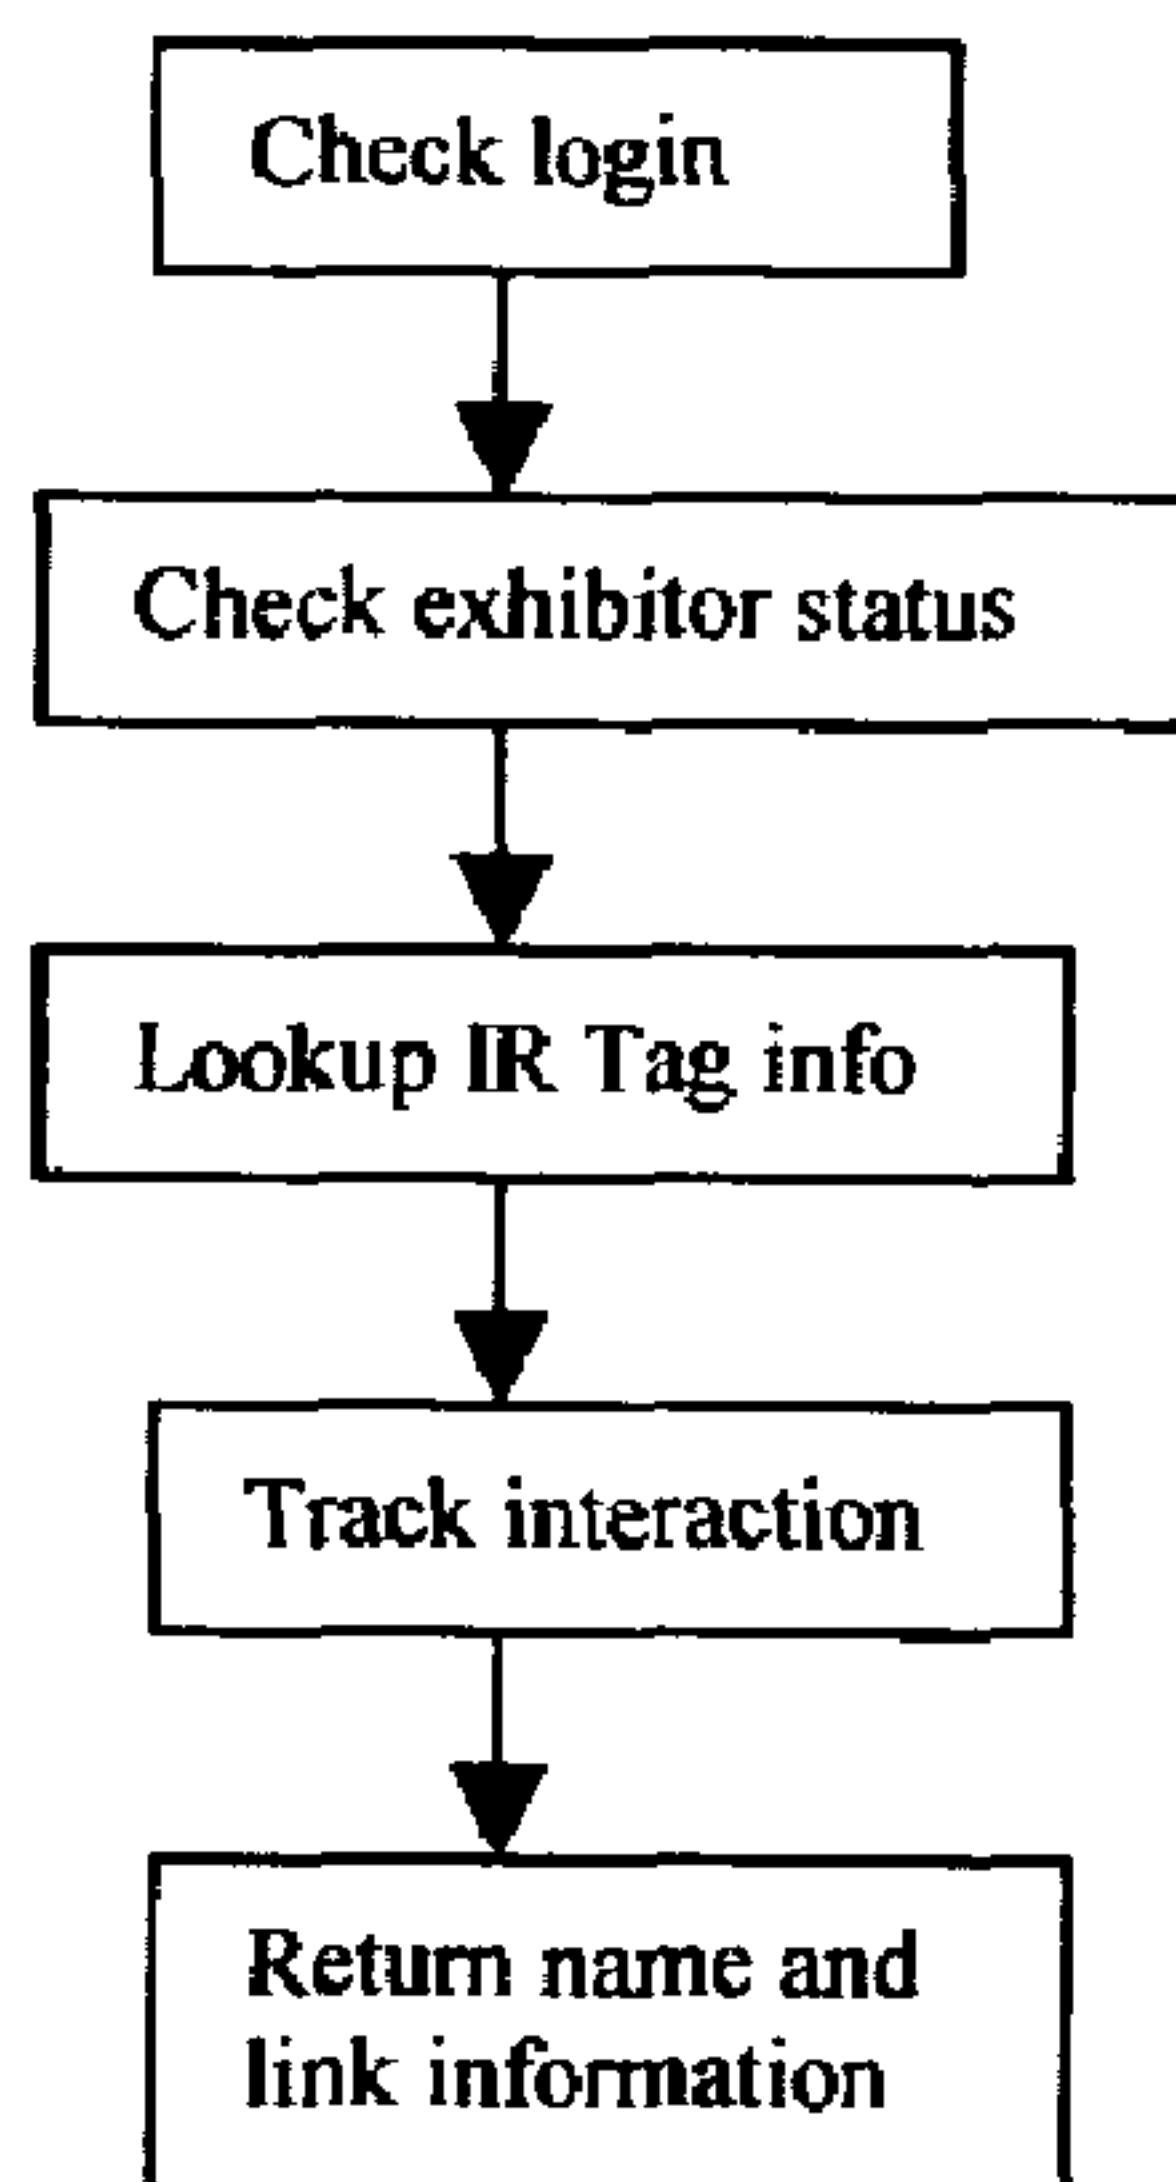 Check login
Check exhibitor status
Lookup IR Tag info
Track interaction
Return name and
link information